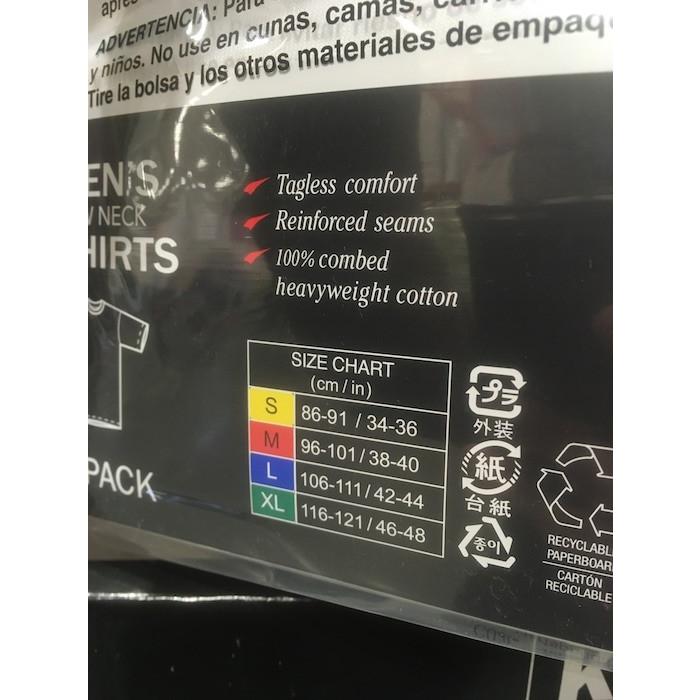 ADVERTENCIA: Para
y niños. No use en cunas, camas,
Tire la bolsa y los otros materiales de empaq
EN'S
NECK
HIRTS
PACK
Tagless comfort
Reinforced seams
100% combed
heavyweight cotton
SIZE CHART
(cm / in)
S 86-91 / 34-36
M 96-101 / 38-40
L 106-111 / 42-44
XL 116-121 / 46-48
プラ
外装
紙
台紙
종이
RECYCLABL
PAPERBOAR
CARTÓN
RECICLABLE
K